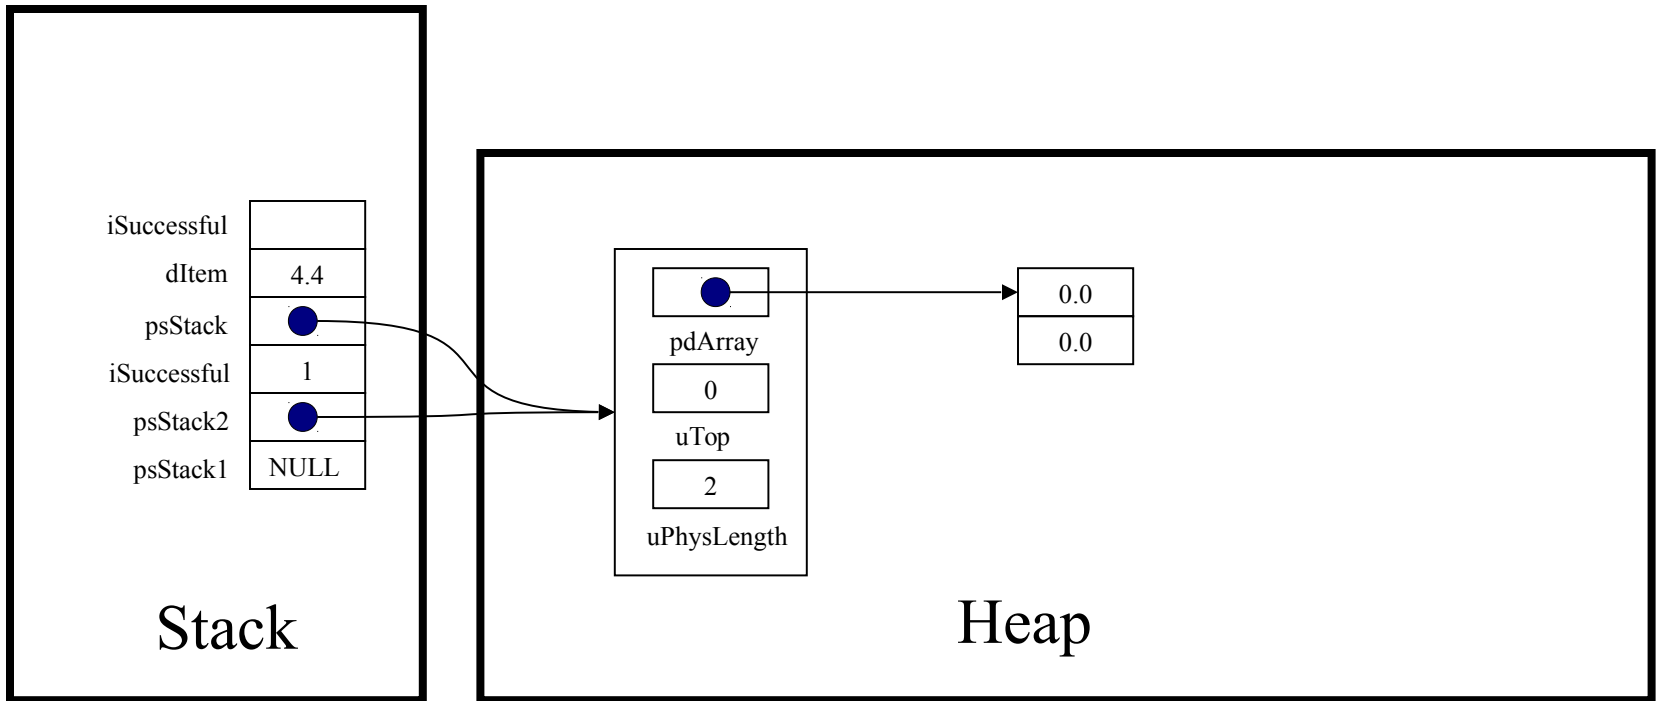 iSuccessful
dItem 4.4
psStack
iSuccessful 1
psStack2
psStack1 NULL
Stack
pdArray
0
uTop
2
uPhysLength
0.0
0.0
Heap